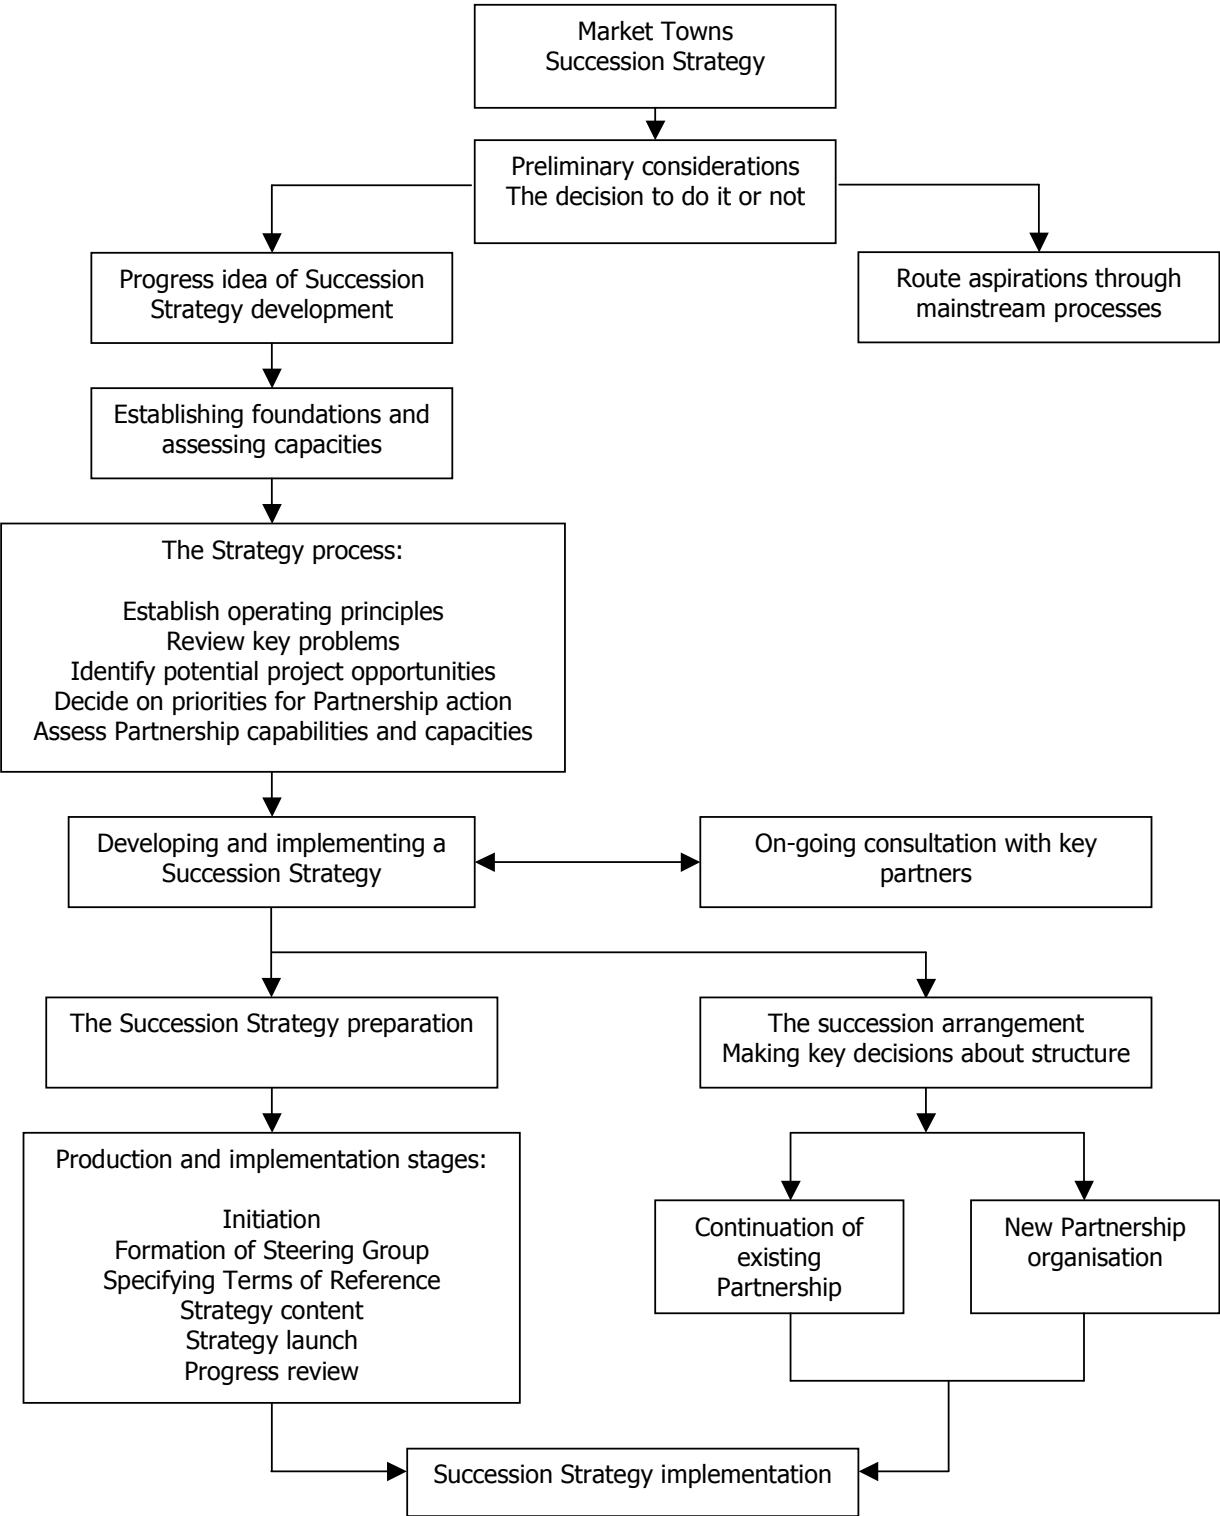 Market Towns
Succession Strategy
Preliminary considerations
The decision to do it or not
Progress idea of Succession
Strategy development
Route aspirations through
mainstream processes
Establishing foundations and
assessing capacities
The Strategy process:
Establish operating principles
Review key problems
Identify potential project opportunities
Decide on priorities for Partnership action
Assess Partnership capabilities and capacities
Developing and implementing a
Succession Strategy
On-going consultation with key
partners
The Succession Strategy preparation
The succession arrangement
Making key decisions about structure
Production and implementation stages:
Initiation
Formation of Steering Group
Specifying Terms of Reference
Strategy content
Strategy launch
Progress review
Continuation of
existing
Partnership
New Partnership
organisation
Succession Strategy implementation